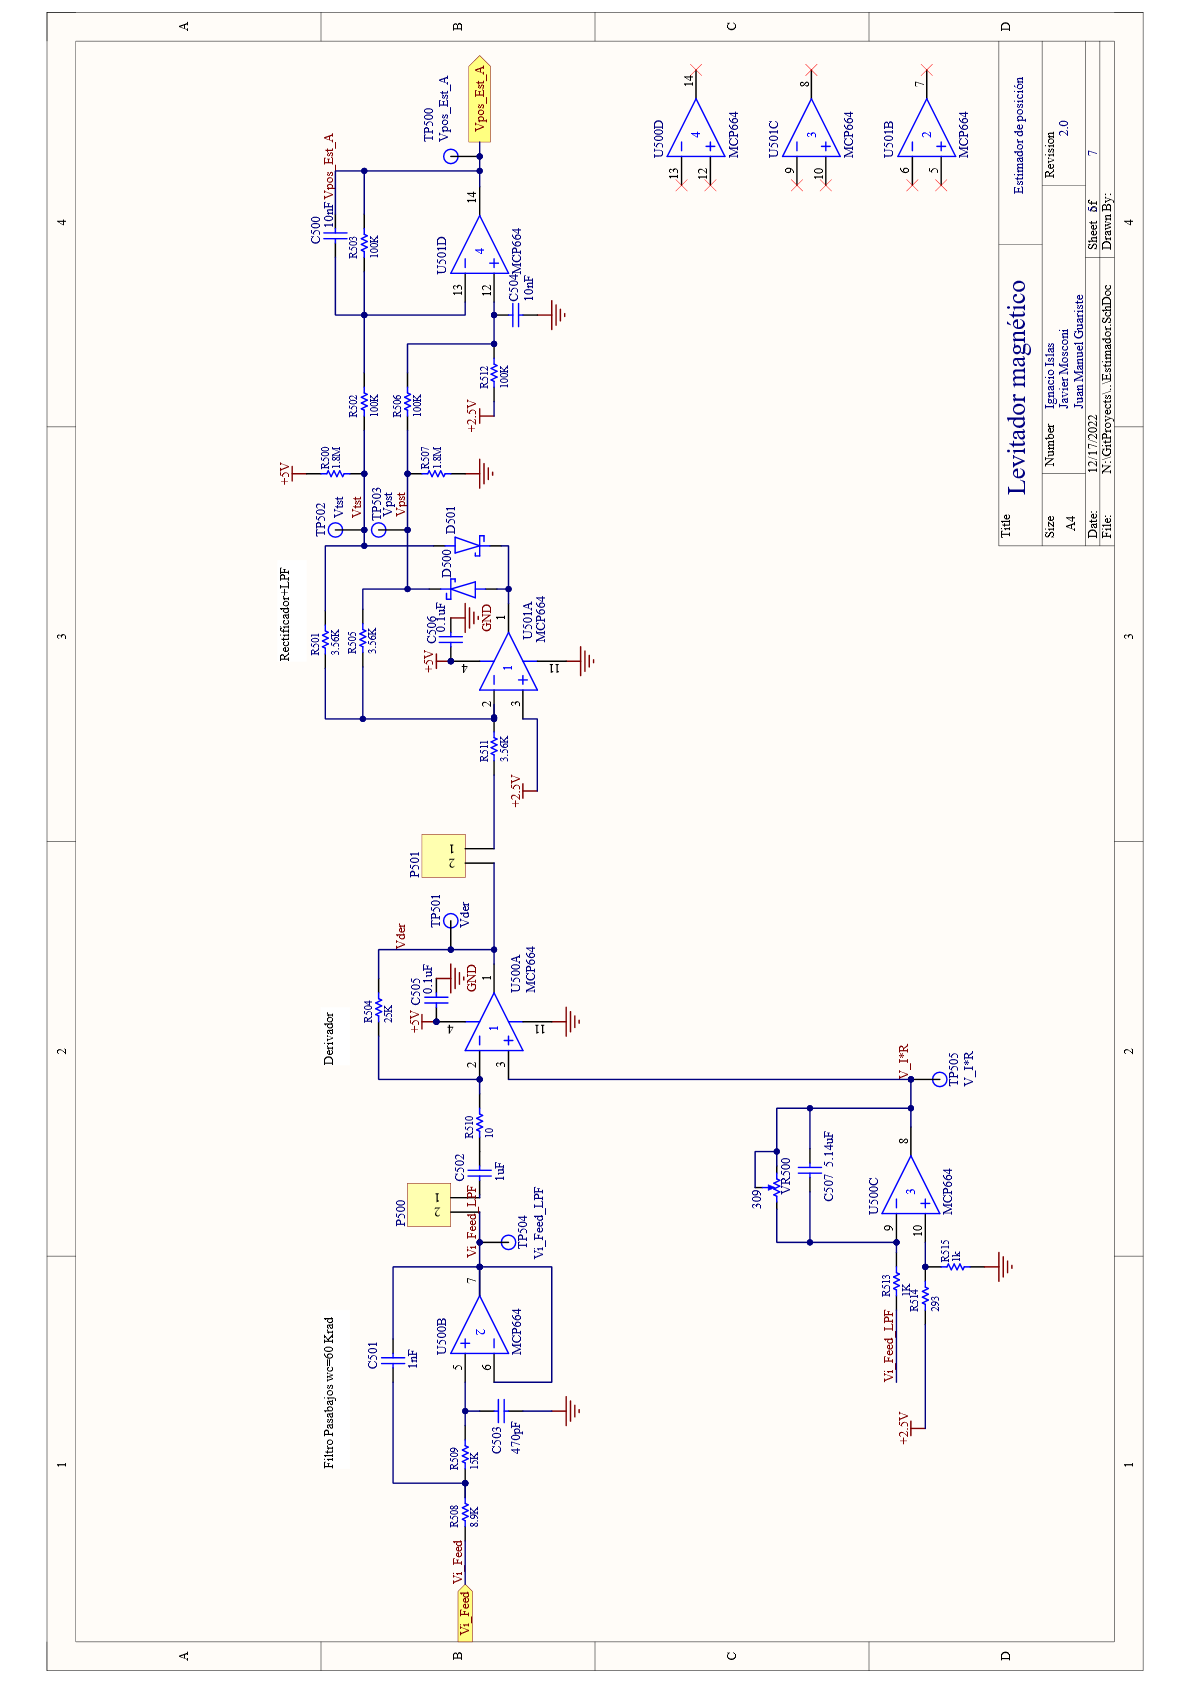 A
B
C
D
1
2
3
4
Vi_Feed
Vi_Feed
R508
8.9K
R509
15K
C501
1nF
C503
470pF
Filtro Pasabajos wc=60 Krad
U500B
MCP664
5
6
7
2
Vi_Feed_LPF
TP504
Vi_Feed_LPF
P500
2
1
C502
1uF
R510
10
Derivador
R504
25K
+5V
C505
0.1uF
GND
U500A
MCP664
2
3
1
1
4
11
Vder
TP501
Vder
P501
2
1
R511
3.56K
+2.5V
Rectificador+LPF
R501
3.56K
R505
3.56K
+5V
C506
0.1uF
GND
U501A
MCP664
2
3
1
1
4
11
D500
D501
TP502
Vtst
Vtst
TP503
Vpst
Vpst
+5V
R500
1.8M
R507
1.8M
R502
100K
R506
100K
R512
100K
+2.5V
C500
10nF
R503
100K
Vpos_Est_A
U501D
MCP664
13
12
14
4
C504
10nF
TP500
Vpos_Est_A
Vpos_Est_A
Vi_Feed_LPF
R513
1K
R514
293
R515
1k
+2.5V
U500C
MCP664
9
10
8
3
309
VR500
C507
5.14uF
V_I*R
TP505
V_I*R
U500D
MCP664
13
12
14
4
U501C
MCP664
9
10
8
3
U501B
MCP664
6
5
7
2
Title
Levitador magnético
Estimador de posición
Size
A4
Number
Ignacio Islas
Javier Mosconi
Juan Manuel Guariste
Revision
2.0
Date:
12/17/2022
Sheet of
7
File:
N:\GitProyects\..\Estimador.SchDoc
Drawn By:
A
B
C
D
1
2
3
4